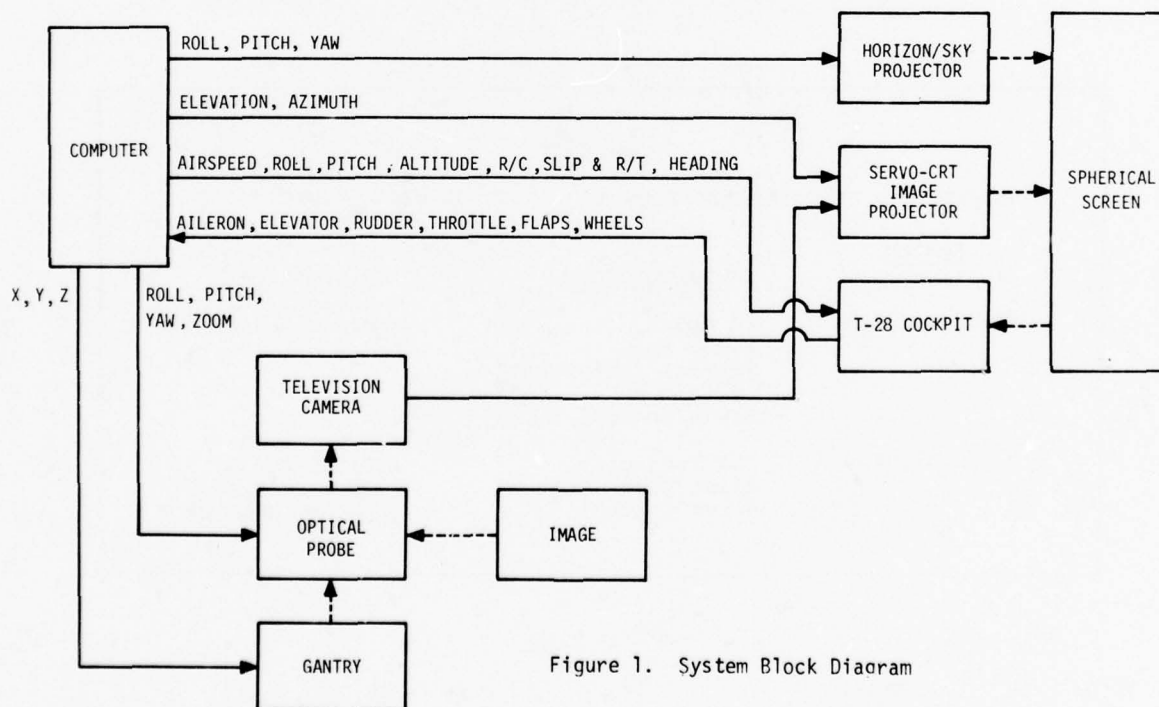 ROLL, PITCH, YAW
HORIZON/SKY
PROJECTOR
ELEVATION, AZIMUTH
COMPUTER
AIRSPEED, ROLL, PITCH, ALTITUDE, R/C, SLIP & R/T, HEADING
SERVO-CRT
IMAGE
PROJECTOR
SPHERICAL
SCREEN
AILERON, ELEVATOR, RUDDER, THROTTLE, FLAPS, WHEELS
X, Y, Z
ROLL, PITCH,
YAW, ZOOM
T-28 COCKPIT
TELEVISION
CAMERA
OPTICAL
PROBE
IMAGE
GANTRY
Figure 1. System Block Diagram